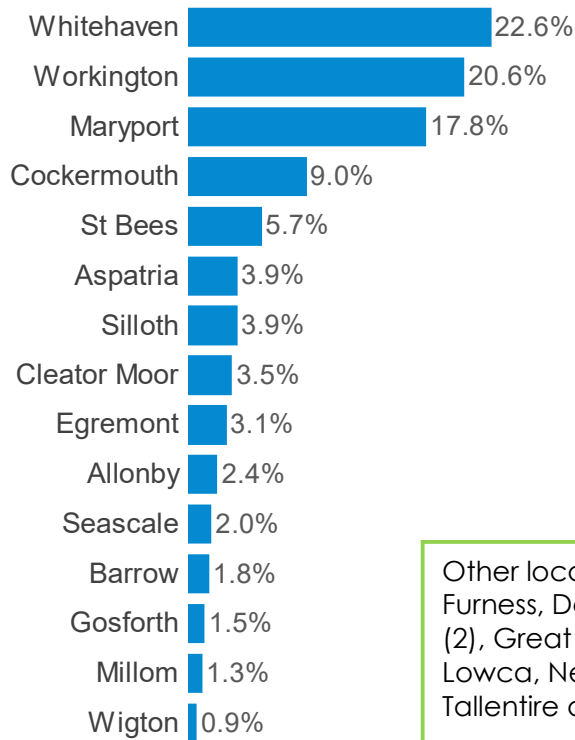 Whitehaven 22.6%
Workington 20.6%
Maryport 17.8%
Cockermouth 9.0%
St Bees 5.7%
Aspatria 3.9%
Silloth 3.9%
Cleator Moor 3.5%
Egremont 3.1%
Allonby 2.4%
Seascale 2.0%
Barrow 1.8%
Gosforth 1.5%
Millom 1.3%
Wigton 0.9%
Other
Furness,
(2), Great
Lowca,
Tallentire